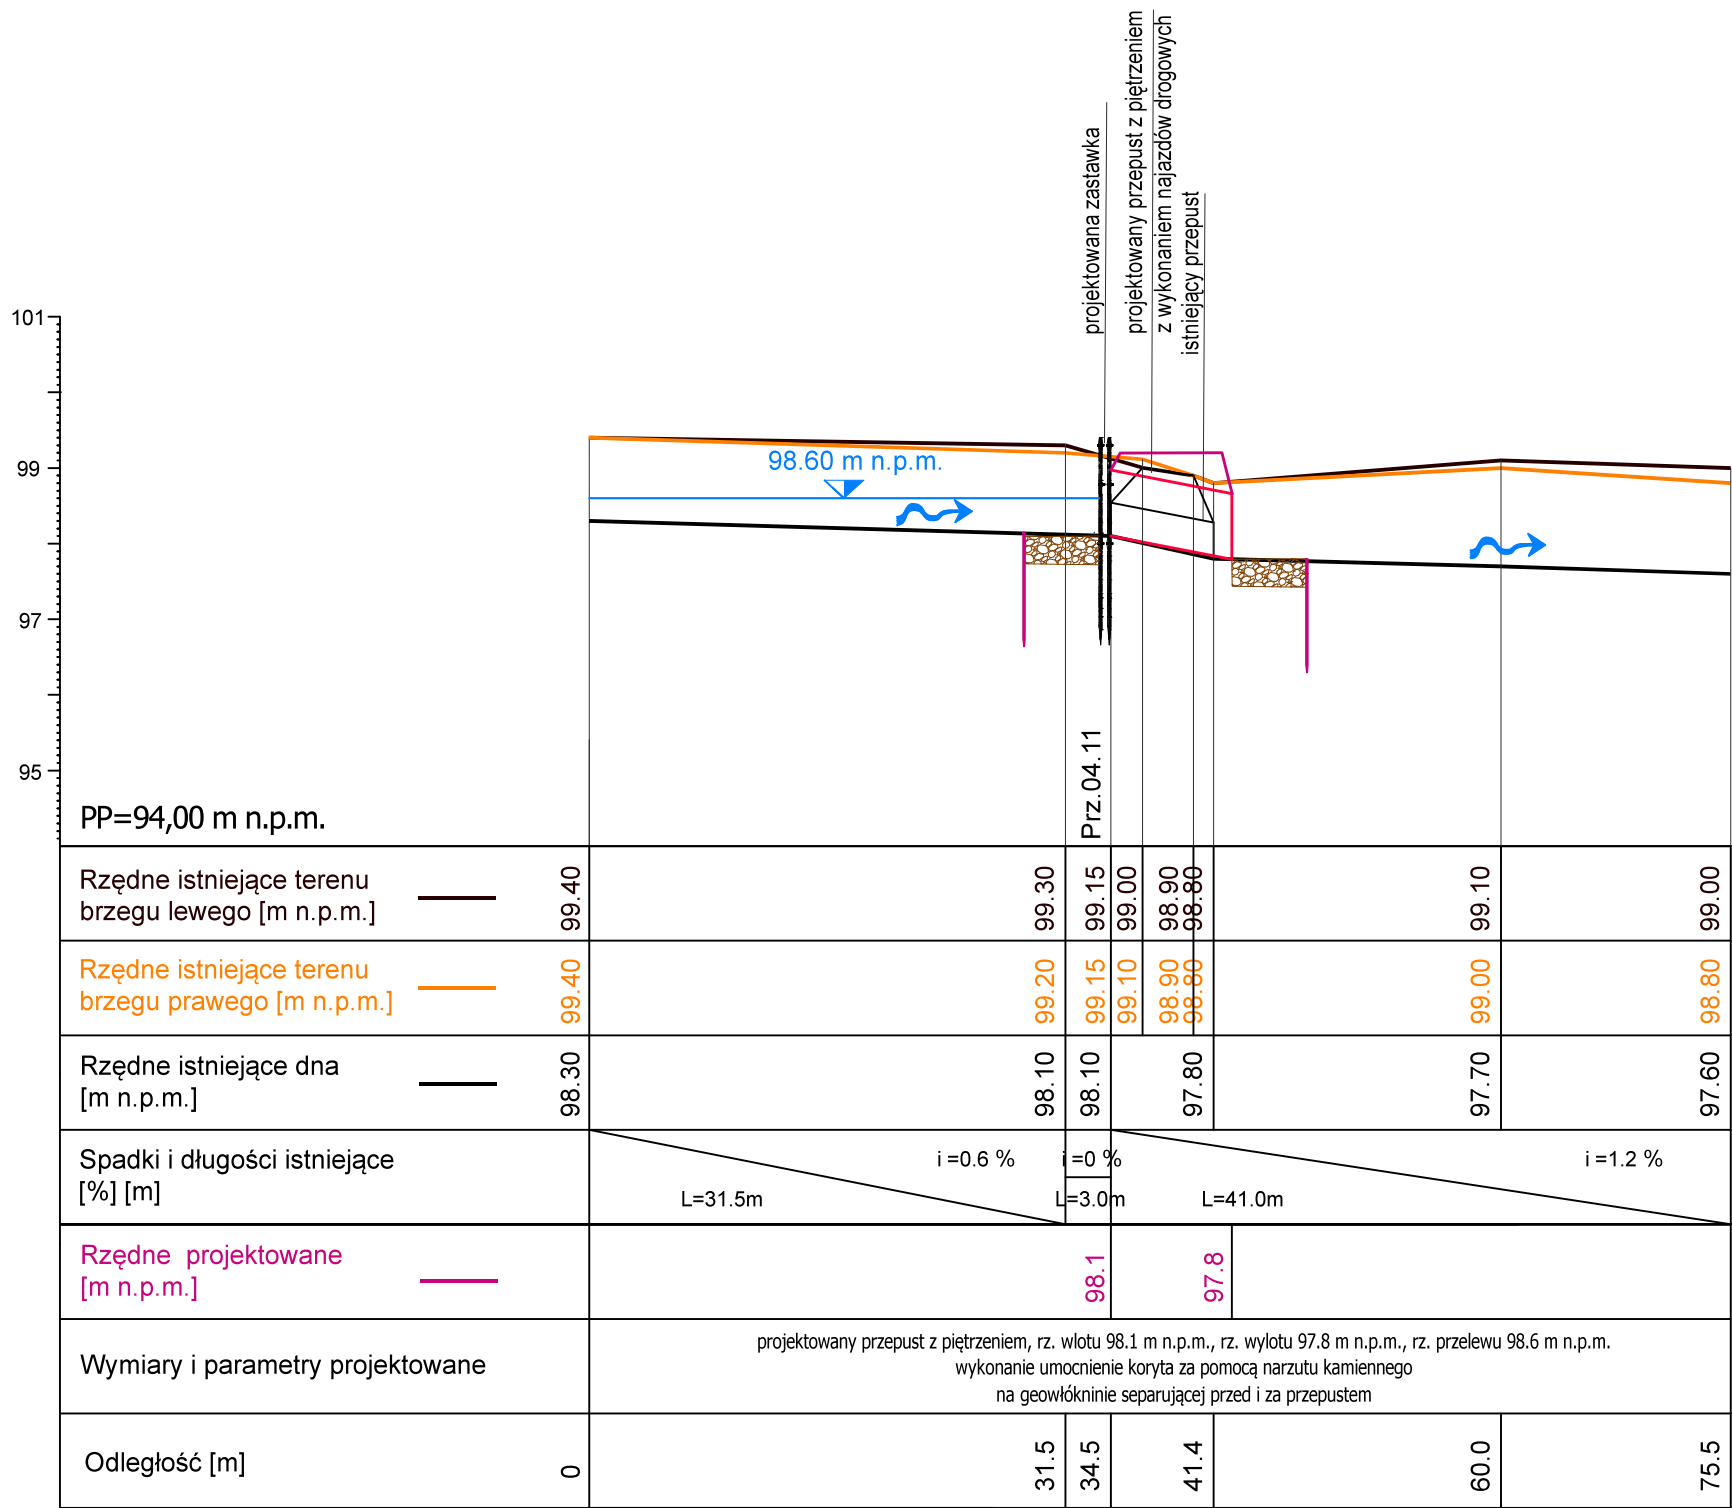 projektowana zastawka
projektowany przepust z piętrzeniem
z wykonaniem najazdów drogowych
istniejący przepust
101
99
97
95
98.60 m n.p.m.
Prz.04.11
PP=94,00 m n.p.m.
Rzędne istniejące terenu
brzegu lewego [m n.p.m.]
99.40 99.30 99.15 99.00 98.90 98.80 99.10 99.00
Rzędne istniejące terenu
brzegu prawego [m n.p.m.]
99.40 99.20 99.15 99.10 98.90 98.80 99.00 98.80
Rzędne istniejące dna
[m n.p.m.]
98.30 98.10 98.10 97.80 97.70 97.60
Spadki i długości istniejące
[%] [m]
i =0.6 % i =0 % i =1.2 %
L=31.5m L=3.0m L=41.0m
Rzędne projektowane
[m n.p.m.]
98.1 97.8
Wymiary i parametry projektowane
projektowany przepust z piętrzeniem, rz. wlotu 98.1 m n.p.m., rz. wylotu 97.8 m n.p.m., rz. przelewu 98.6 m n.p.m.
wykonanie umocnienie koryta za pomocą narzutu kamiennego
na geowłókninie separującej przed i za przepustem
Odległość [m]
0 31.5 34.5 41.4 60.0 75.5